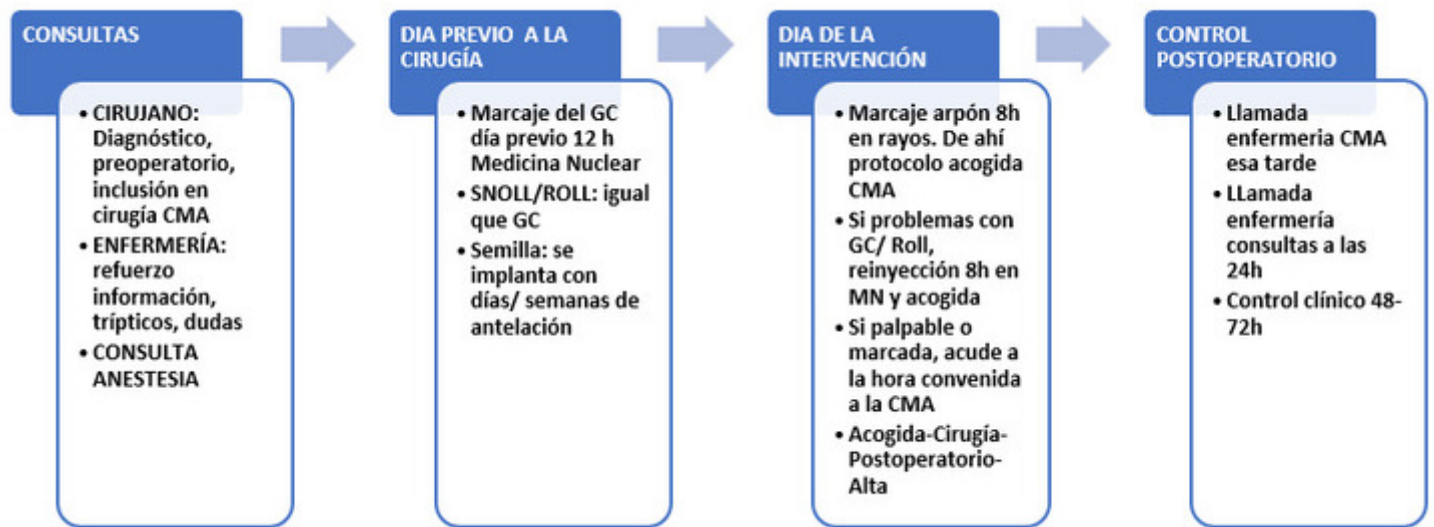 CONSULTAS
• CIRUJANO:
Diagnóstico,
preoperatorio,
inclusión en
cirugía CMA
• ENFERMERÍA:
refuerzo
información,
trípticos, dudas
• CONSULTA
ANESTESIA
DIA PREVIO A LA
CIRUGÍA
• Marcaje del GC
día previo 12 h
Medicina Nuclear
• SNOLL/ROLL: igual
que GC
• Semilla: se
implanta con
días/ semanas de
antelación
DIA DE LA
INTERVENCIÓN
• Marcaje arpón 8h
en rayos. De ahí
protocolo acogida
CMA
• Si problemas con
GC/ Roll,
reinyección 8h en
MN y acogida
• Si palpable o
marcada, acude a
la hora convenida
a la CMA
• Acogida-Cirugía-
Postoperatorio-
Alta
CONTROL
POSTOPERATORIO
• Llamada
enfermeria CMA
esa tarde
• LLamada
enfermería
consultas a las
24h
• Control clínico 48-
72h